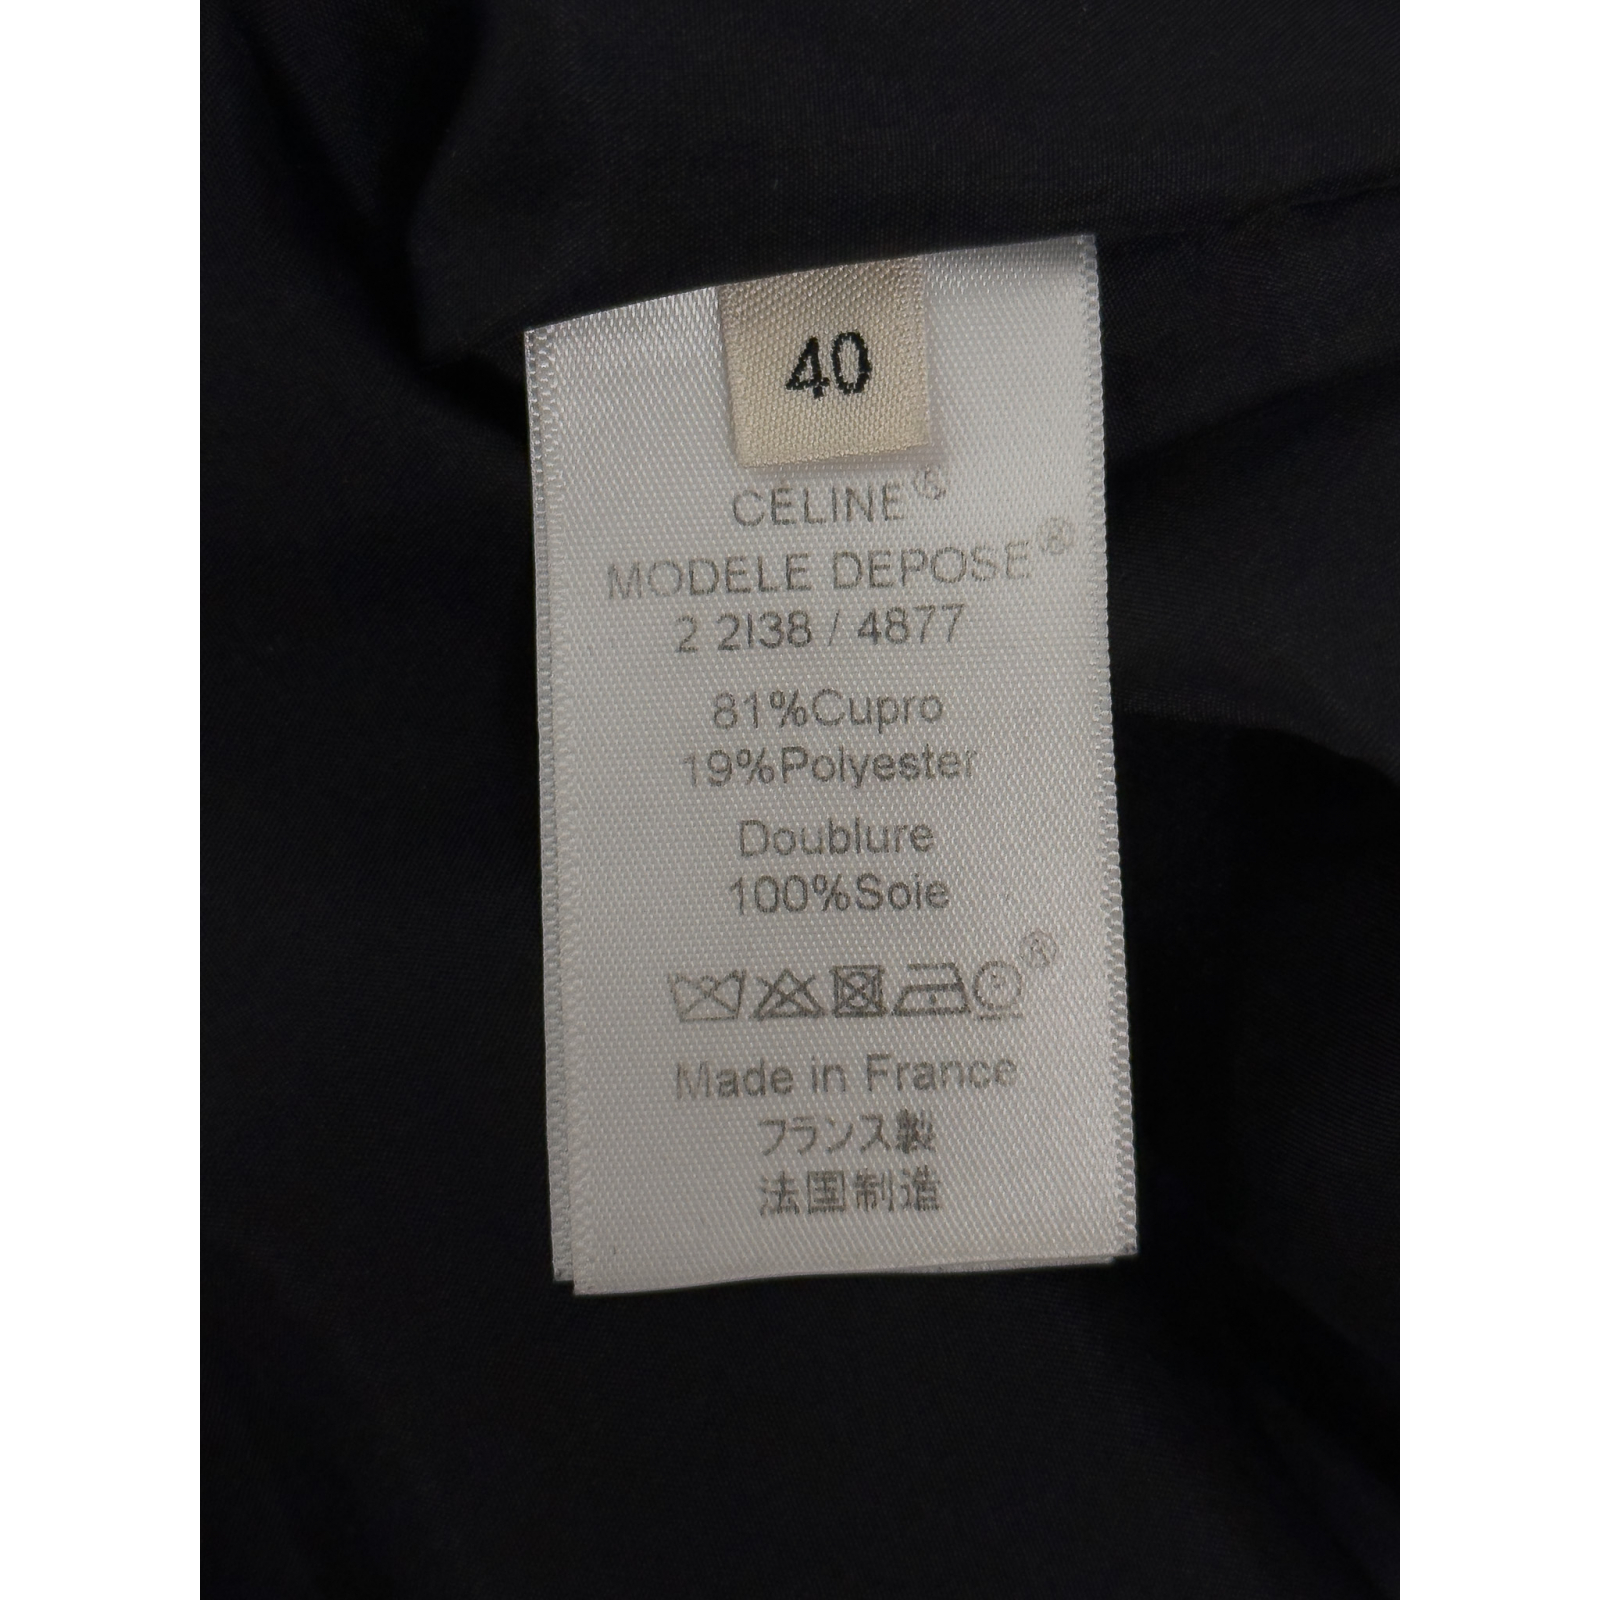 40
CÉLINE®
MODELE DEPOSE®
2 2I38 / 4877
81%Cupro
19%Polyester
Doublure
100%Soie
Made in France
フランス製
法国制造